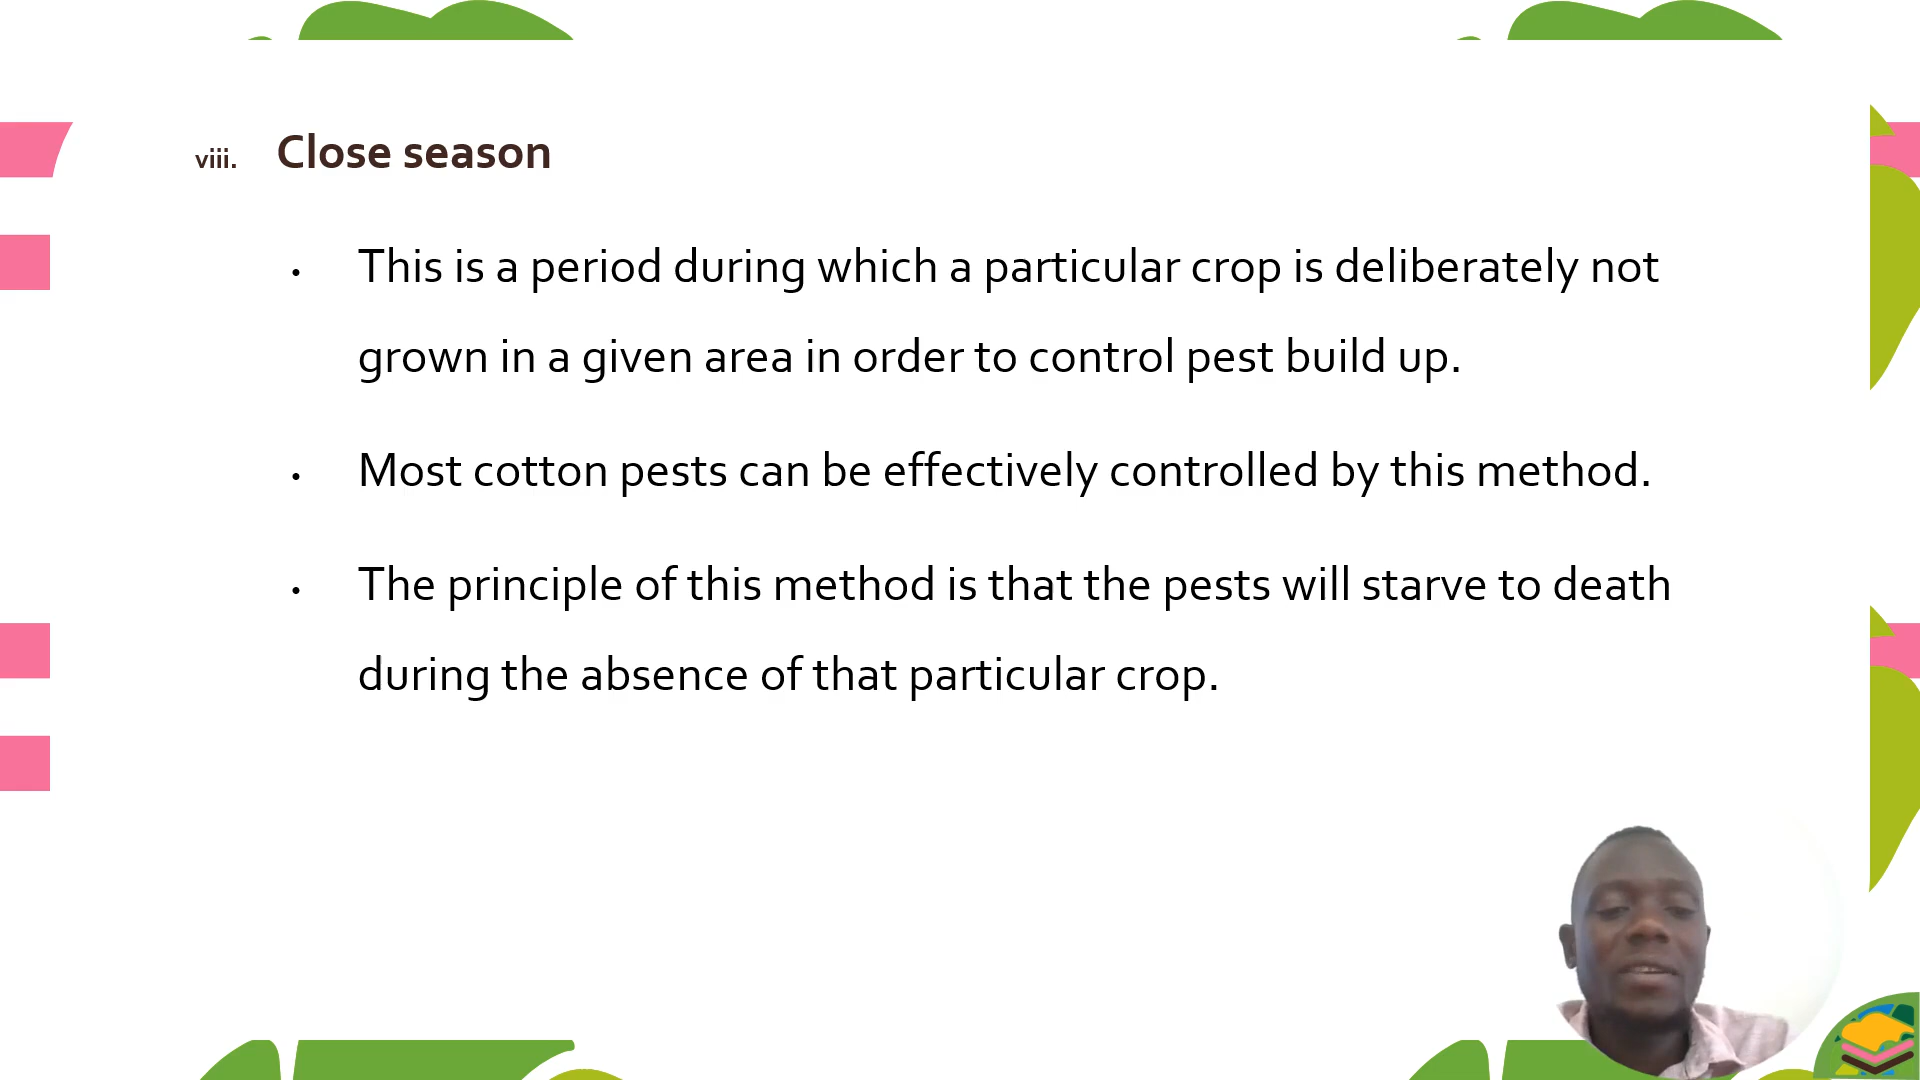 viii. Close season
• This is a period during which a particular crop is deliberately not
grown in a given area in order to control pest build up.
• Most cotton pests can be effectively controlled by this method.
• The principle of this method is that the pests will starve to death
during the absence of that particular crop.